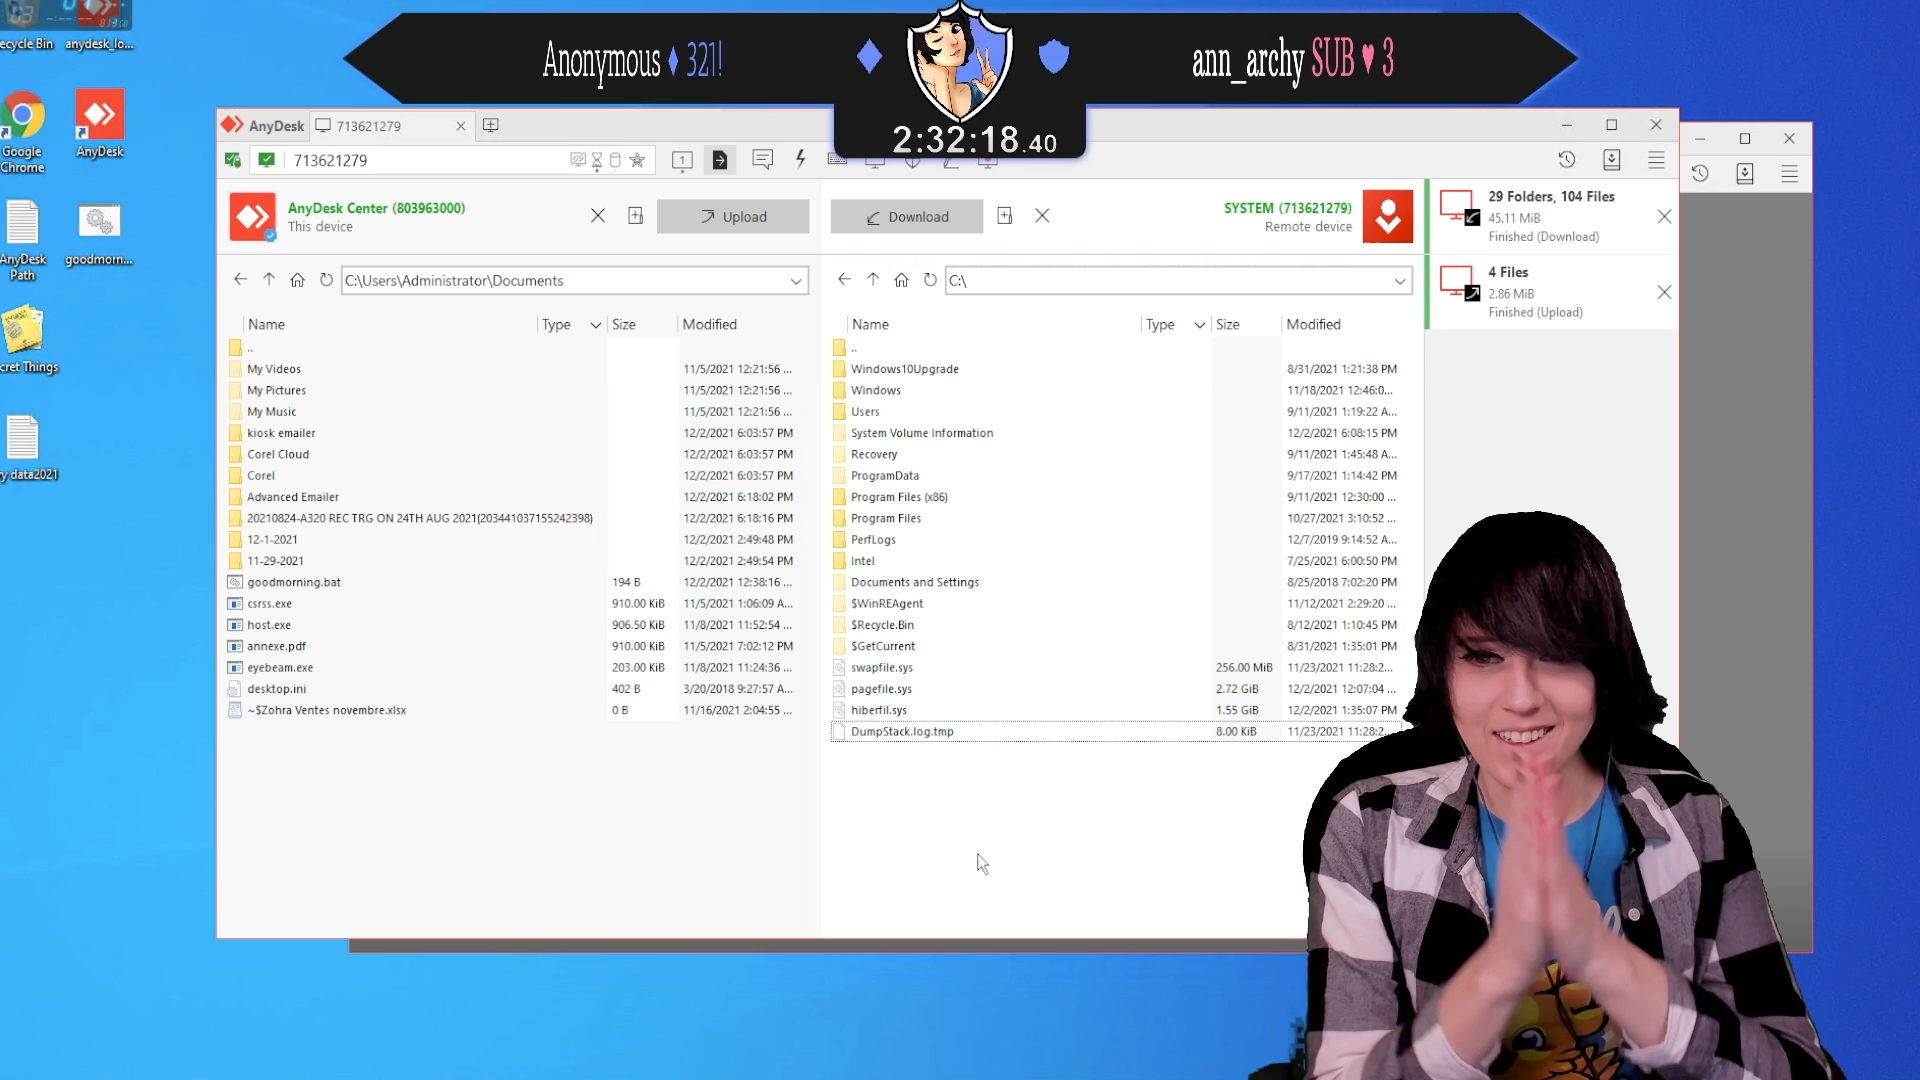 ecycle Bin
anydesk_lo...
Google
Chrome
AnyDesk
AnyDesk
Path
goodmorn...
cret Things
y data2021
Anonymous ♦ 321!
ann_archy SUB ♥ 3
2:32:18.40
AnyDesk
713621279
713621279
1
AnyDesk Center (803963000)
This device
Upload
Download
SYSTEM (713621279)
Remote device
C:\Users\Administrator\Documents
C:\
Name Type Size Modified
..
My Videos 11/5/2021 12:21:56 ...
My Pictures 11/5/2021 12:21:56 ...
My Music 11/5/2021 12:21:56 ...
kiosk emailer 12/2/2021 6:03:57 PM
Corel Cloud 12/2/2021 6:03:57 PM
Corel 12/2/2021 6:03:57 PM
Advanced Emailer 12/2/2021 6:18:02 PM
20210824-A320 REC TRG ON 24TH AUG 2021(203441037155242398) 12/2/2021 6:18:16 PM
12-1-2021 12/2/2021 2:49:48 PM
11-29-2021 12/2/2021 2:49:54 PM
goodmorning.bat 194 B 12/2/2021 12:38:16 ...
csrss.exe 910.00 KiB 11/5/2021 1:06:09 A...
host.exe 906.50 KiB 11/8/2021 11:52:54 ...
annexe.pdf 910.00 KiB 11/5/2021 7:02:12 PM
eyebeam.exe 203.00 KiB 11/8/2021 11:24:36 ...
desktop.ini 402 B 3/20/2018 9:27:57 A...
~$Zohra Ventes novembre.xlsx 0 B 11/16/2021 2:04:55 ...
Name Type Size Modified
..
Windows10Upgrade 8/31/2021 1:21:38 PM
Windows 11/18/2021 12:46:0...
Users 9/11/2021 1:19:22 A...
System Volume Information 12/2/2021 6:08:15 PM
Recovery 9/11/2021 1:45:48 A...
ProgramData 9/17/2021 1:14:42 PM
Program Files (x86) 9/11/2021 12:30:00 ...
Program Files 10/27/2021 3:10:52 ...
PerfLogs 12/7/2019 9:14:52 A...
Intel 7/25/2021 6:00:50 PM
Documents and Settings 8/25/2018 7:02:20 PM
$WinREAgent 11/12/2021 2:29:20 ...
$Recycle.Bin 8/12/2021 1:10:45 PM
$GetCurrent 8/31/2021 1:35:01 PM
swapfile.sys 256.00 MiB 11/23/2021 11:28:2...
pagefile.sys 2.72 GiB 12/2/2021 12:07:04 ...
hiberfil.sys 1.55 GiB 12/2/2021 1:35:07 PM
DumpStack.log.tmp 8.00 KiB 11/23/2021 11:28:2...
29 Folders, 104 Files
45.11 MiB
Finished (Download)
4 Files
2.86 MiB
Finished (Upload)